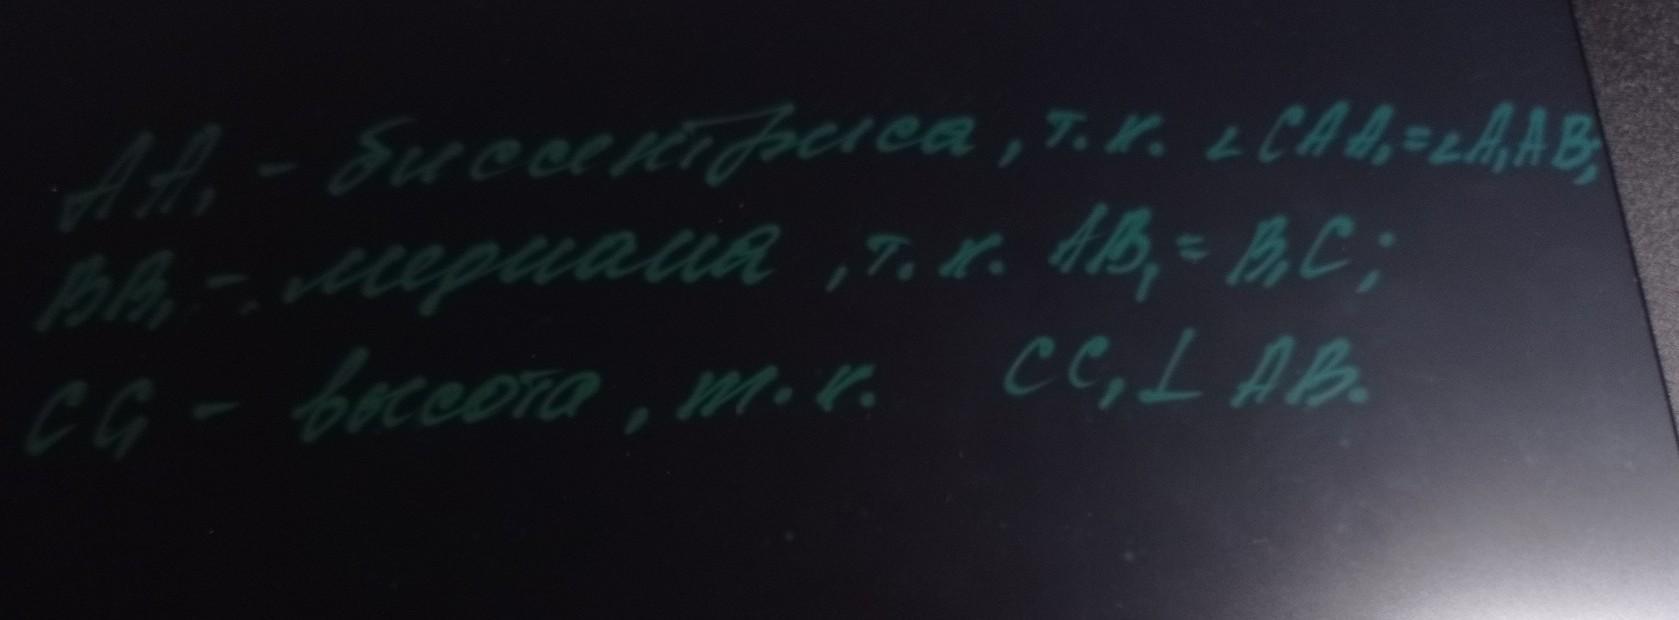 AA₁ - биссектриса, т.к. ∠CAA₁=∠A₁AB;
BB₁ - медиана, т.к. AB₁ = B₁C;
CC₁ - высота, т.к. CC₁ ⊥ AB.